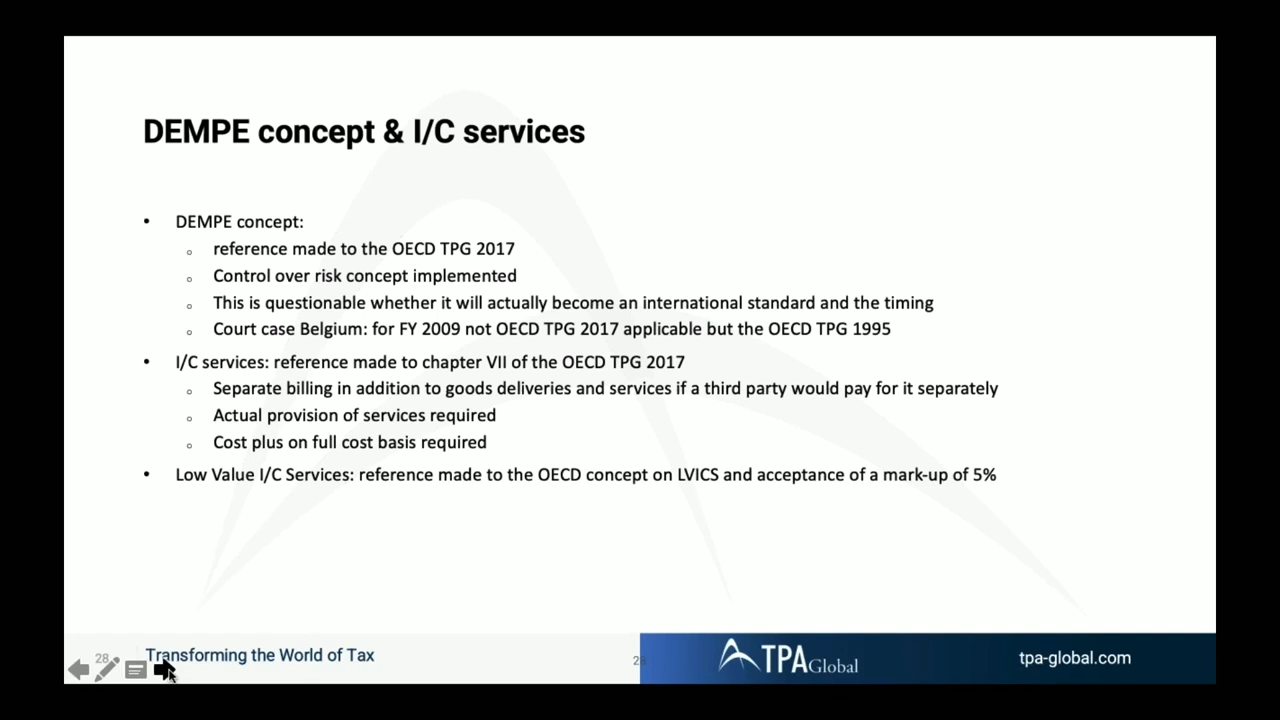 DEMPE concept & I/C services
• DEMPE concept:
o reference made to the OECD TPG 2017
o Control over risk concept implemented
o This is questionable whether it will actually become an international standard and the timing
o Court case Belgium: for FY 2009 not OECD TPG 2017 applicable but the OECD TPG 1995
• I/C services: reference made to chapter VII of the OECD TPG 2017
o Separate billing in addition to goods deliveries and services if a third party would pay for it separately
o Actual provision of services required
o Cost plus on full cost basis required
• Low Value I/C Services: reference made to the OECD concept on LVICS and acceptance of a mark-up of 5%
28
Transforming the World of Tax
TPA Global
tpa-global.com